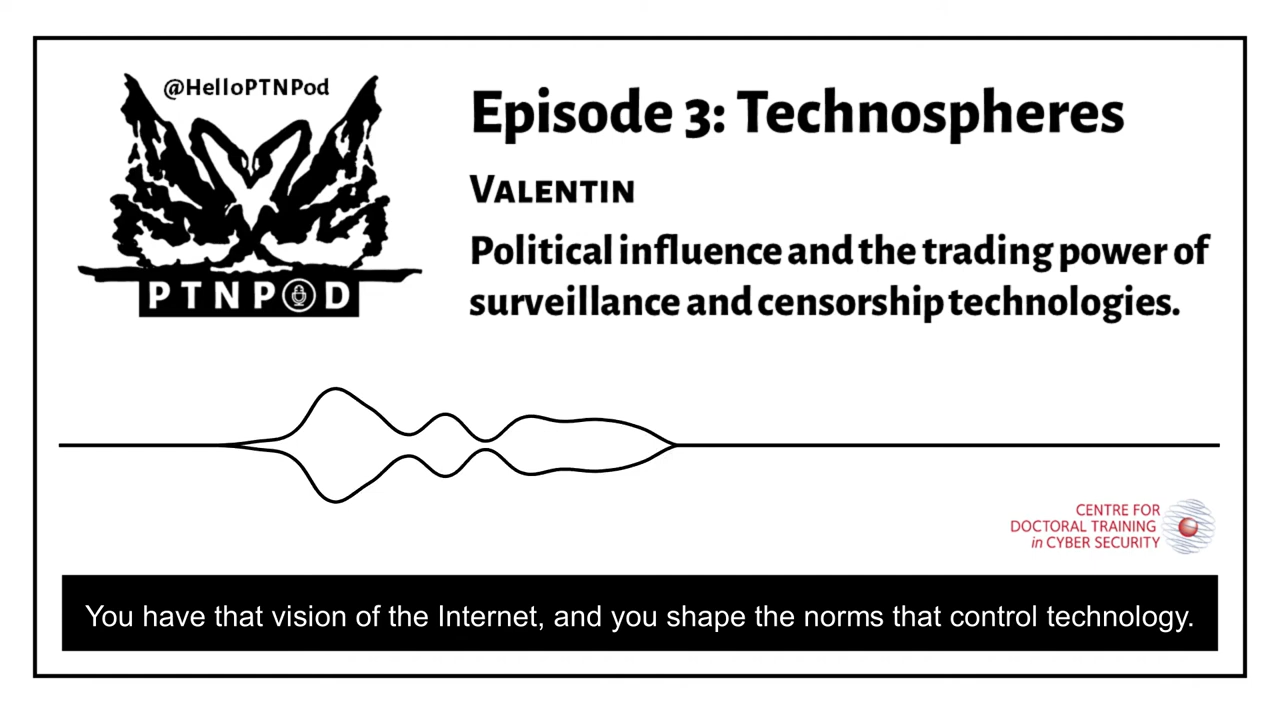 @HelloPTNPod
PTNPOD
Episode 3: Technospheres
VALENTIN
Political influence and the trading power of
surveillance and censorship technologies.
CENTRE FOR
DOCTORAL TRAINING
in CYBER SECURITY
You have that vision of the Internet, and you shape the norms that control technology.